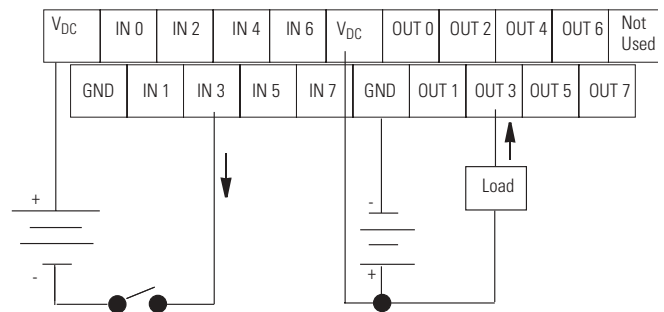 VDC IN 0 IN 2 IN 4 IN 6 VDC OUT 0 OUT 2 OUT 4 OUT 6 Not Used
GND IN 1 IN 3 IN 5 IN 7 GND OUT 1 OUT 3 OUT 5 OUT 7
+
-
-
+
Load